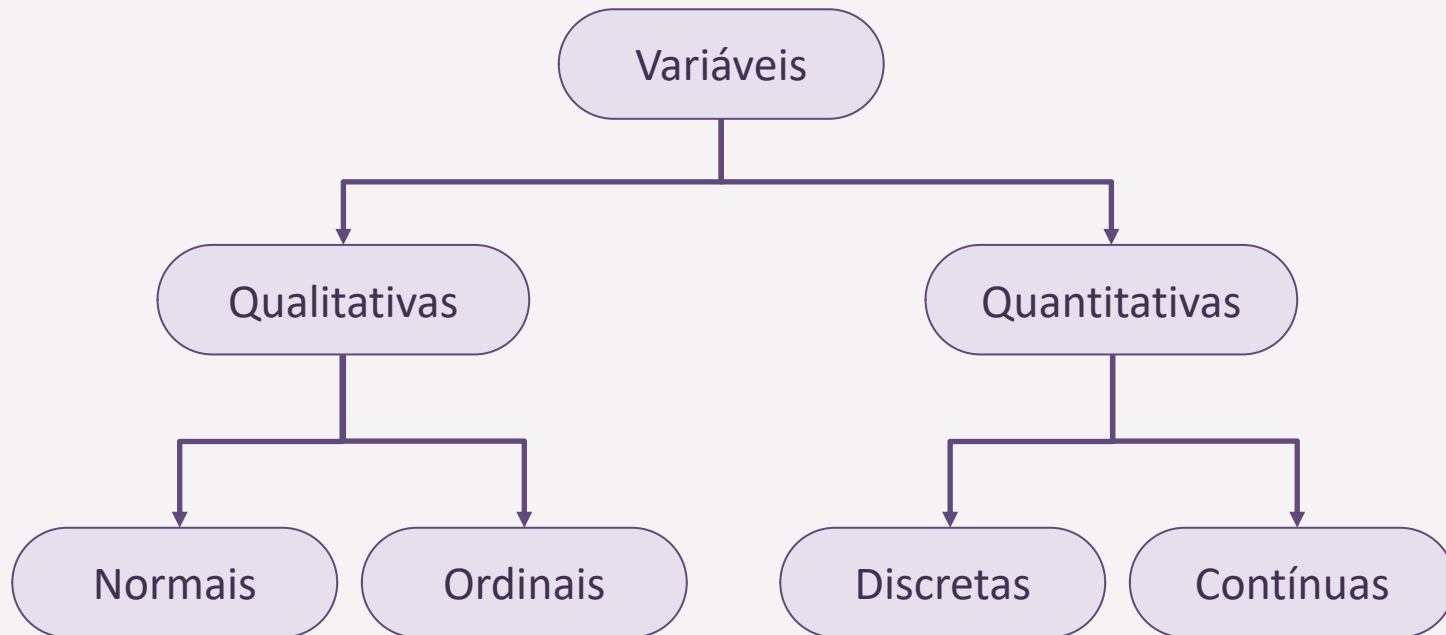 Variáveis
Qualitativas
Quantitativas
Normais
Ordinais
Discretas
Contínuas